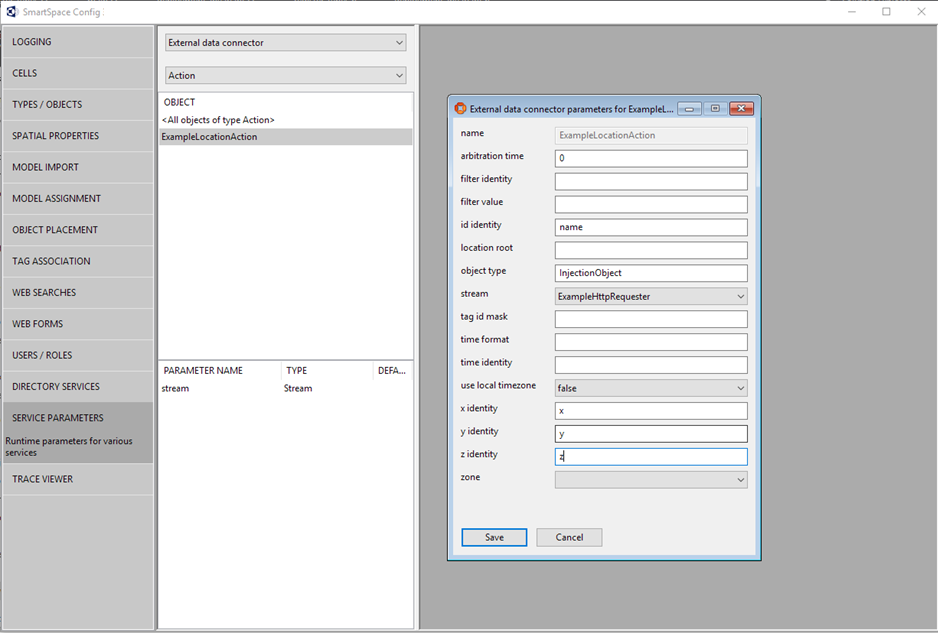 SmartSpace Config
LOGGING
CELLS
TYPES / OBJECTS
SPATIAL PROPERTIES
MODEL IMPORT
MODEL ASSIGNMENT
OBJECT PLACEMENT
TAG ASSOCIATION
WEB SEARCHES
WEB FORMS
USERS / ROLES
DIRECTORY SERVICES
SERVICE PARAMETERS
Runtime parameters for various
services
TRACE VIEWER
External data connector
Action
OBJECT
<All objects of type Action>
ExampleLocationAction
PARAMETER NAME TYPE DEFA...
stream Stream
External data connector parameters for ExampleL...
name ExampleLocationAction
arbitration time 0
filter identity
filter value
id identity name
location root
object type InjectionObject
stream ExampleHttpRequester
tag id mask
time format
time identity
use local timezone false
x identity x
y identity y
z identity z
zone
Save Cancel